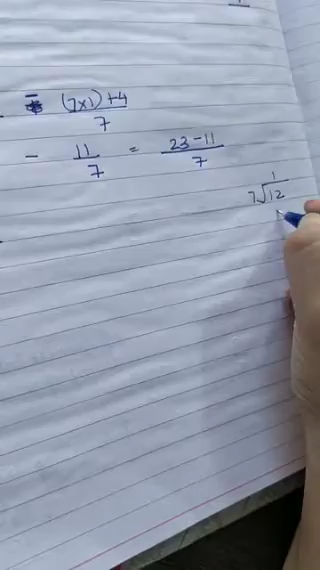 - (7x1)+4
7
- 11/7 = 23-11/7
1
7√12